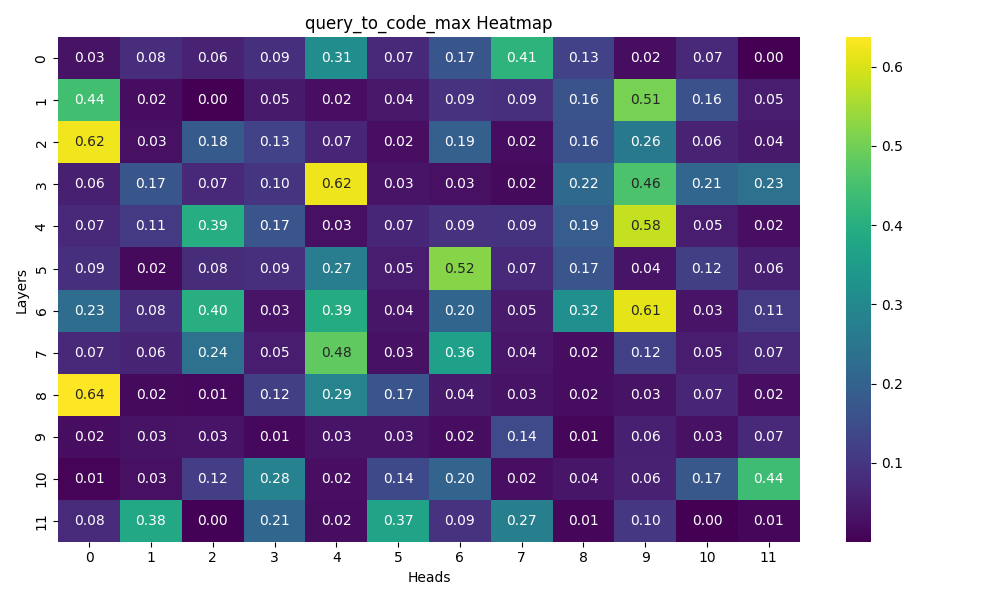 query_to_code_max Heatmap
0 0.03 0.08 0.06 0.09 0.31 0.07 0.17 0.41 0.13 0.02 0.07 0.00
1 0.44 0.02 0.00 0.05 0.02 0.04 0.09 0.09 0.16 0.51 0.16 0.05
2 0.62 0.03 0.18 0.13 0.07 0.02 0.19 0.02 0.16 0.26 0.06 0.04
3 0.06 0.17 0.07 0.10 0.62 0.03 0.03 0.02 0.22 0.46 0.21 0.23
4 0.07 0.11 0.39 0.17 0.03 0.07 0.09 0.09 0.19 0.58 0.05 0.02
5 0.09 0.02 0.08 0.09 0.27 0.05 0.52 0.07 0.17 0.04 0.12 0.06
6 0.23 0.08 0.40 0.03 0.39 0.04 0.20 0.05 0.32 0.61 0.03 0.11
7 0.07 0.06 0.24 0.05 0.48 0.03 0.36 0.04 0.02 0.12 0.05 0.07
8 0.64 0.02 0.01 0.12 0.29 0.17 0.04 0.03 0.02 0.03 0.07 0.02
9 0.02 0.03 0.03 0.01 0.03 0.03 0.02 0.14 0.01 0.06 0.03 0.07
10 0.01 0.03 0.12 0.28 0.02 0.14 0.20 0.02 0.04 0.06 0.17 0.44
11 0.08 0.38 0.00 0.21 0.02 0.37 0.09 0.27 0.01 0.10 0.00 0.01
0 1 2 3 4 5 6 7 8 9 10 11
Heads
Layers
0.6
0.5
0.4
0.3
0.2
0.1